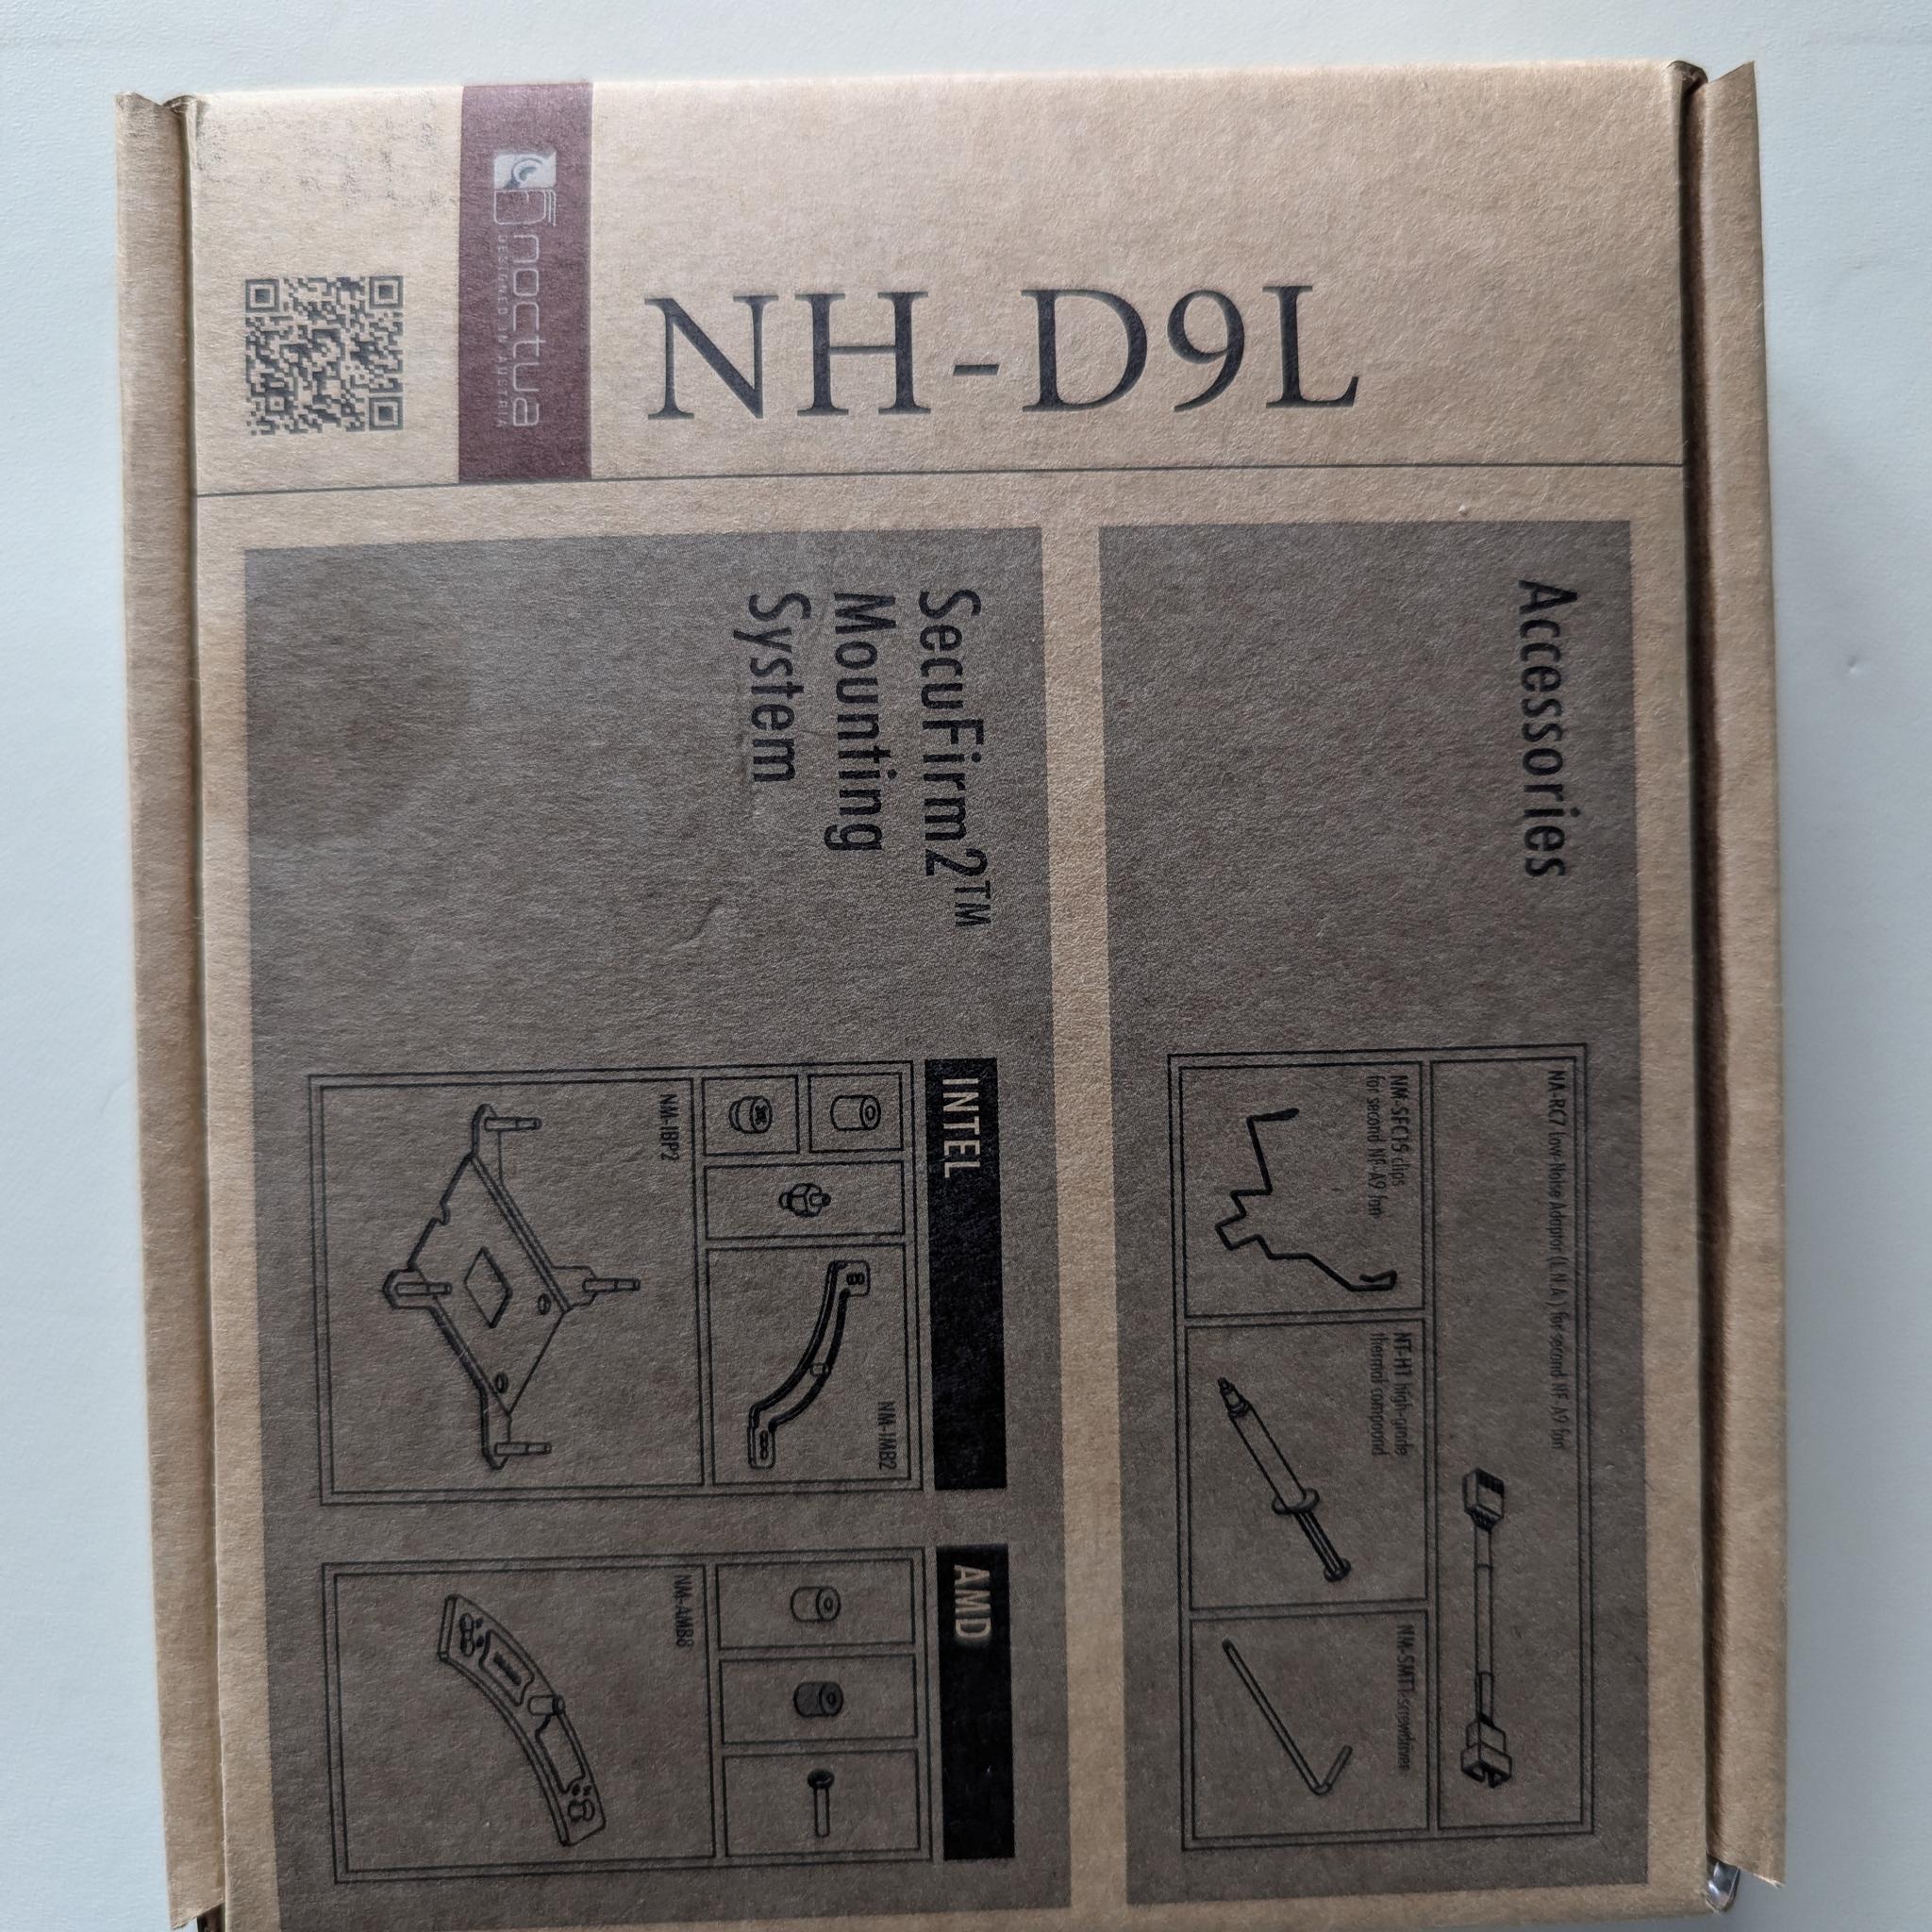 noctua
DESIGNED IN AUSTRIA
NH-D9L
Accessories
NA-RC7 Low-Noise Adaptor (L.N.A.) for second NF-A9 fan
NM-SFC1S clips
for second NF-A9 fan
NT-H1 high-grade
thermal compound
NM-SMT1 screwdriver
SecuFirm2™
Mounting
System
INTEL
NM-IMB2
NM-IBP2
AMD
NM-AMB8